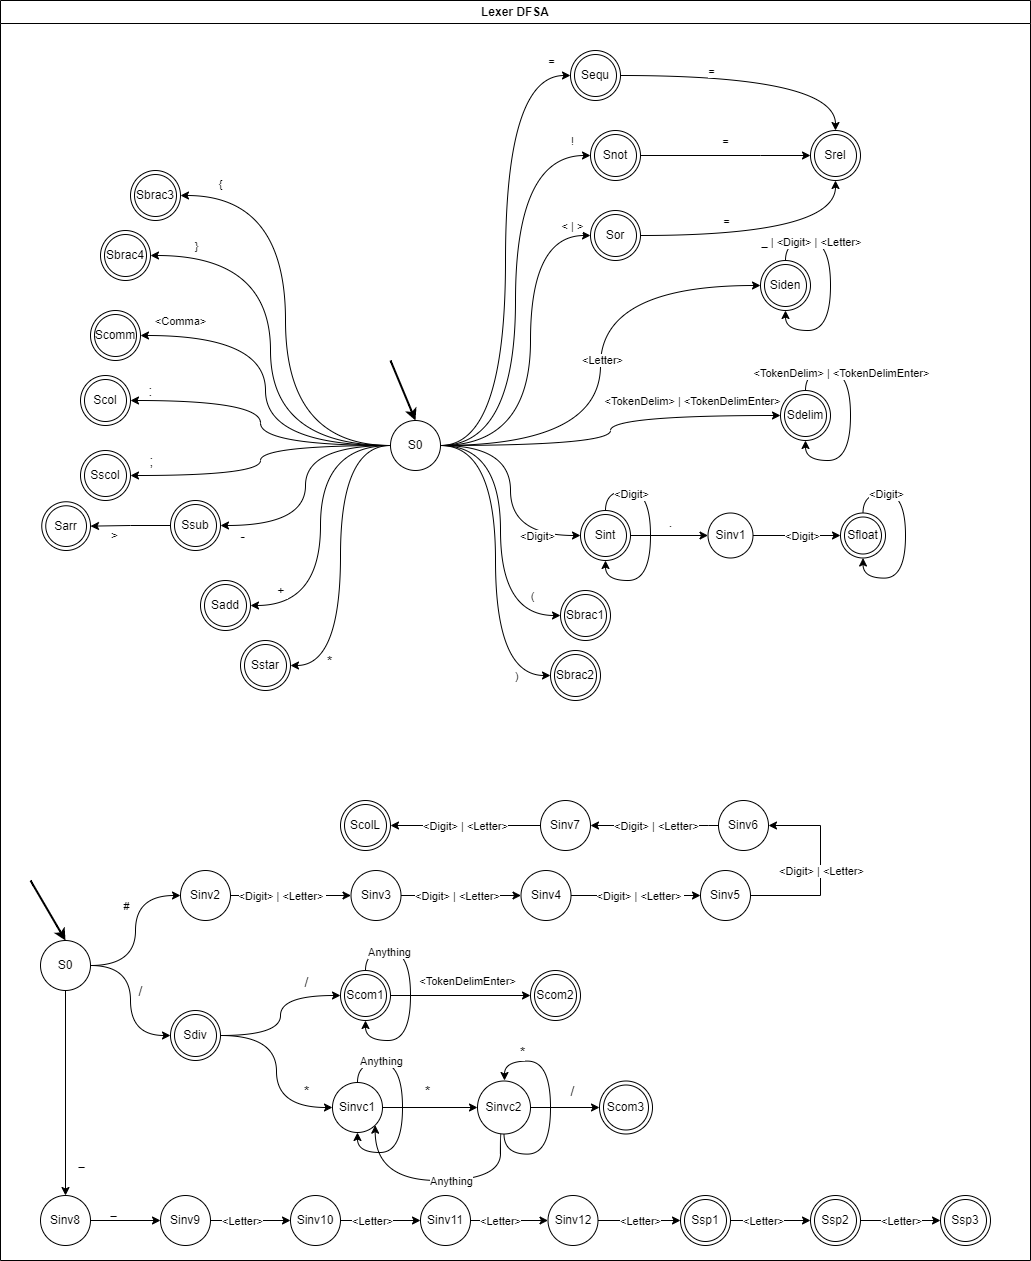 Lexer DFSA
=
Sequ
=
!
Snot
=
Srel
{
Sbrac3
< | >
Sor
=
}
Sbrac4
_ | <Digit> | <Letter>
Siden
<Comma>
Scomm
<Letter>
:
Scol
<TokenDelim> | <TokenDelimEnter>
<TokenDelim> | <TokenDelimEnter>
Sdelim
S0
;
Sscol
<Digit>
<Digit>
Sarr
>
Ssub
-
<Digit>
Sint
.
Sinv1
<Digit>
Sfloat
+
Sadd
(
Sbrac1
*
Sstar
)
Sbrac2
ScolL
<Digit> | <Letter>
Sinv7
<Digit> | <Letter>
Sinv6
<Digit> | <Letter>
#
Sinv2
<Digit> | <Letter>
Sinv3
<Digit> | <Letter>
Sinv4
<Digit> | <Letter>
Sinv5
S0
Anything
/
/
Scom1
<TokenDelimEnter>
Scom2
Sdiv
Anything
*
*
Sinvc1
*
Sinvc2
/
Scom3
Anything
_
Sinv8
_
Sinv9
<Letter>
Sinv10
<Letter>
Sinv11
<Letter>
Sinv12
<Letter>
Ssp1
<Letter>
Ssp2
<Letter>
Ssp3